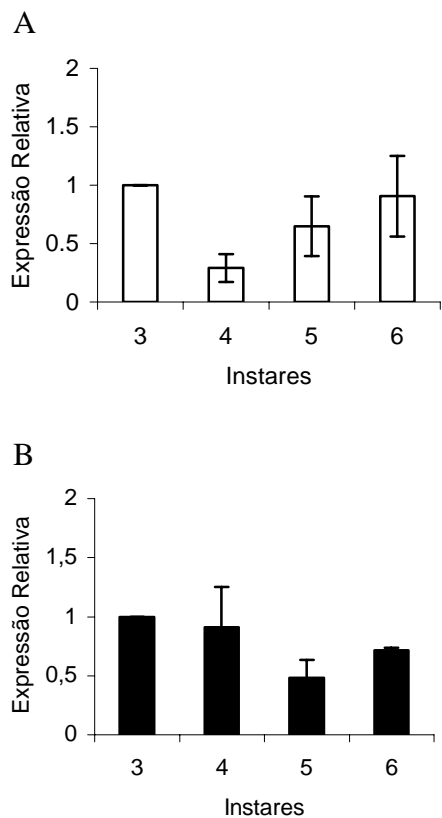 A
2
1.5
1
0.5
0
Expressão Relativa
3 4 5 6
Instares
B
2
1,5
1
0,5
0
Expressão Relativa
3 4 5 6
Instares